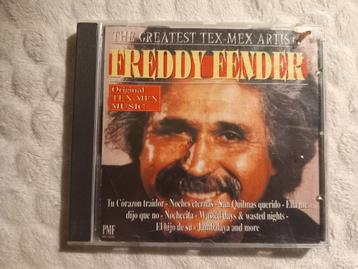 THE GREATEST TEX-MEX ARTIS
FREDDY FENDER
Original
TEX-MEX
MUSIC
Tu Corazon traidor - Noches eternas - San Quilmas querido - Ella me
dijo que no - Nochecita - Wasted days & wasted nights -
El hijo de su - Jambalaya and more
PMF